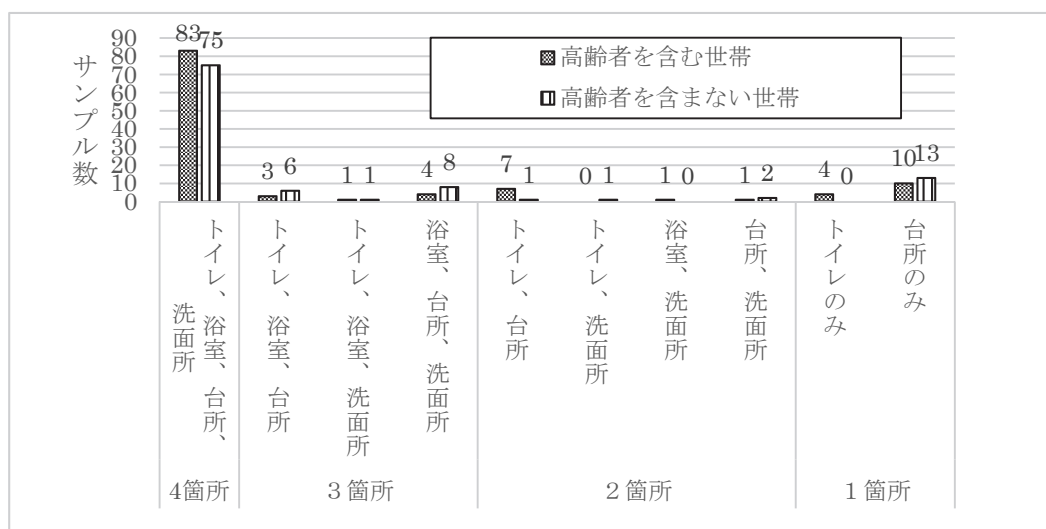 サンプル数
90
80
70
60
50
40
30
20
10
0
高齢者を含む世帯
高齢者を含まない世帯
83 75
3 6
1 1
4 8
7 1
0 1
1 0
1 2
4 0
10 13
トイレ、浴室、台所、
洗面所
トイレ、浴室、台所
トイレ、浴室、洗面所
浴室、台所、洗面所
トイレ、台所
トイレ、洗面所
浴室、洗面所
台所、洗面所
トイレのみ
台所のみ
4箇所
３箇所
２箇所
１箇所